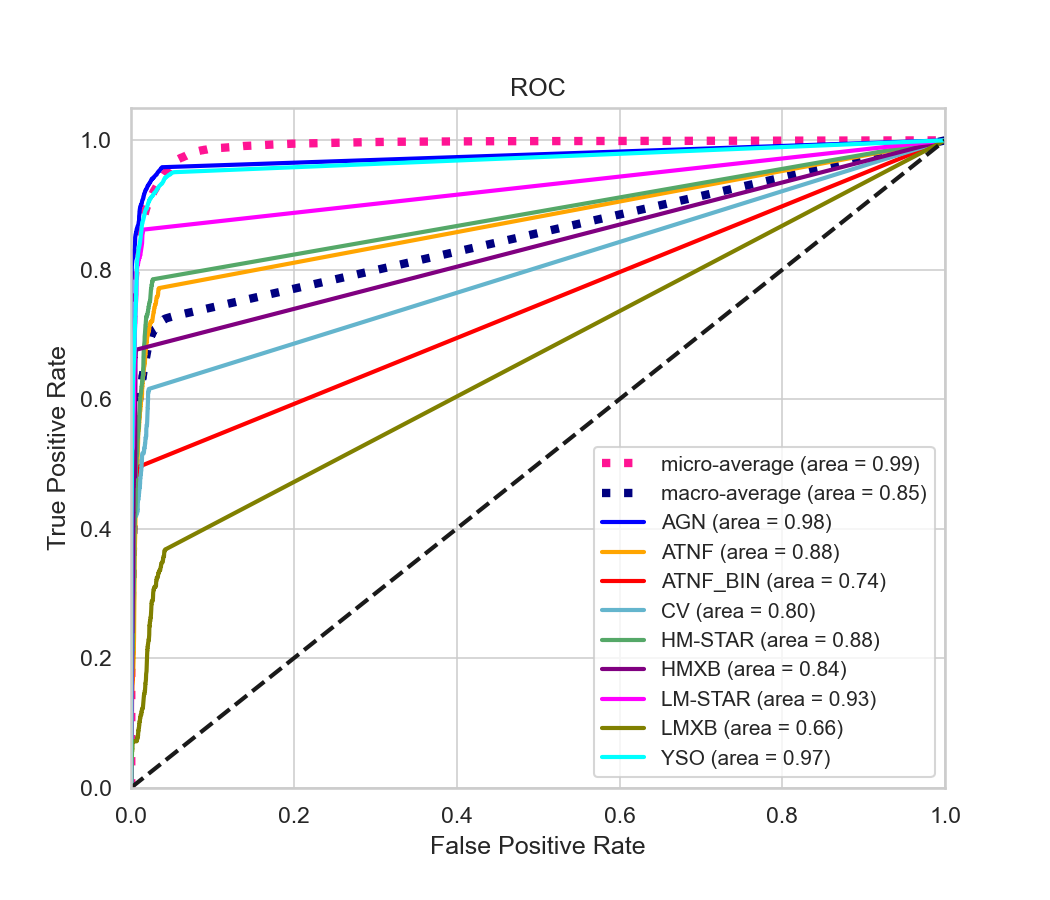 ROC
1.0
0.8
0.6
0.4
0.2
0.0
True Positive Rate
micro-average (area = 0.99)
macro-average (area = 0.85)
AGN (area = 0.98)
ATNF (area = 0.88)
ATNF_BIN (area = 0.74)
CV (area = 0.80)
HM-STAR (area = 0.88)
HMXB (area = 0.84)
LM-STAR (area = 0.93)
LMXB (area = 0.66)
YSO (area = 0.97)
0.0 0.2 0.4 0.6 0.8 1.0
False Positive Rate